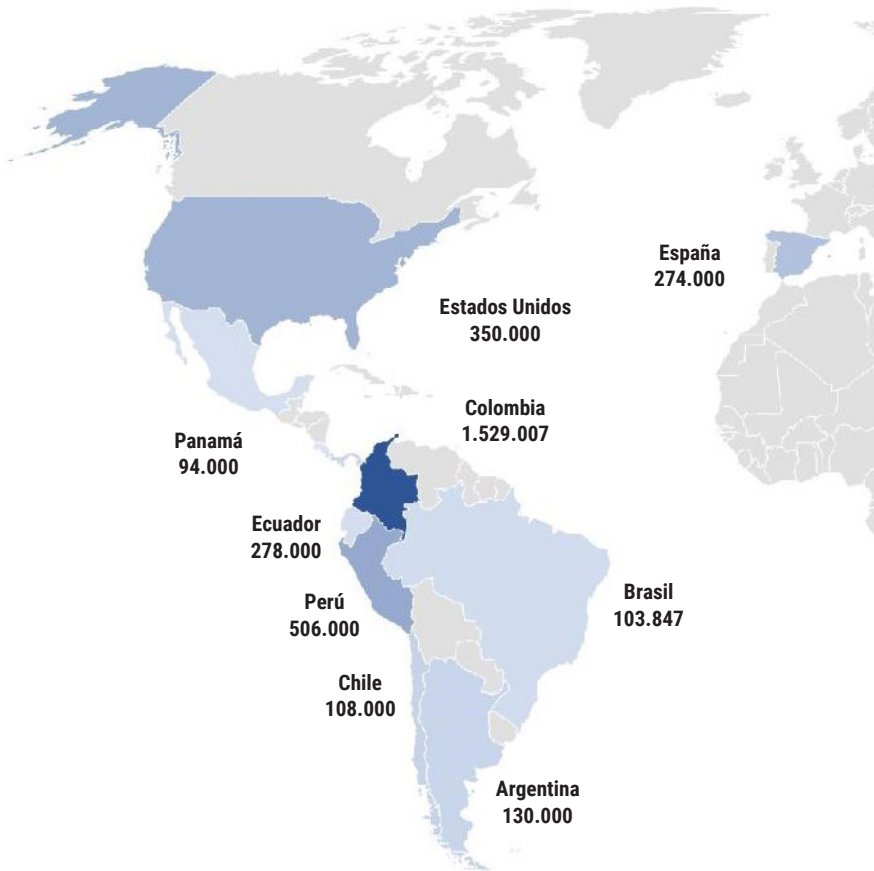 España
274.000
Estados Unidos
350.000
Colombia
1.529.007
Panamá
94.000
Ecuador
278.000
Perú
506.000
Brasil
103.847
Chile
108.000
Argentina
130.000